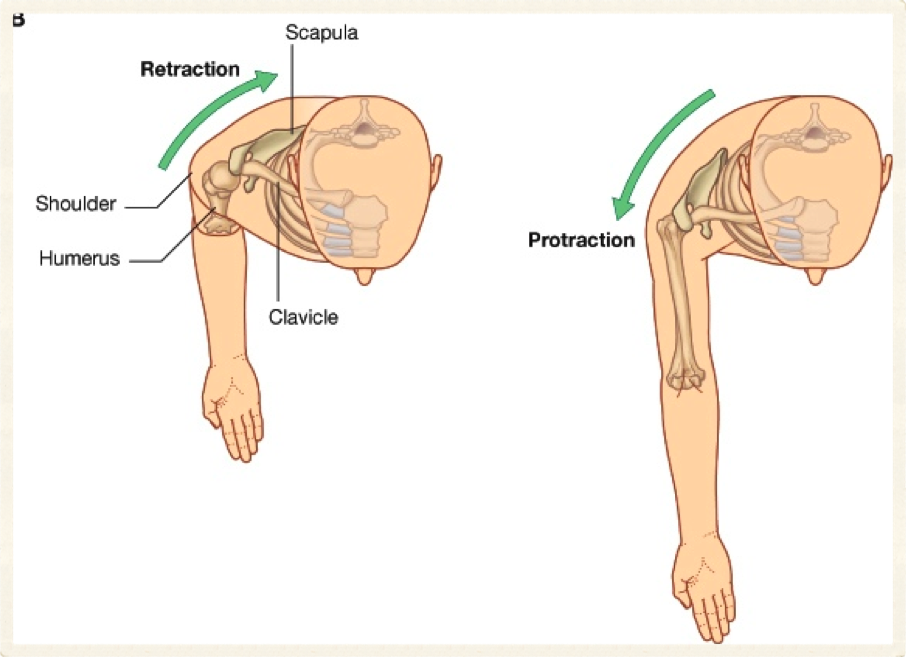 B
Scapula
Retraction
Shoulder
Humerus
Clavicle
Protraction